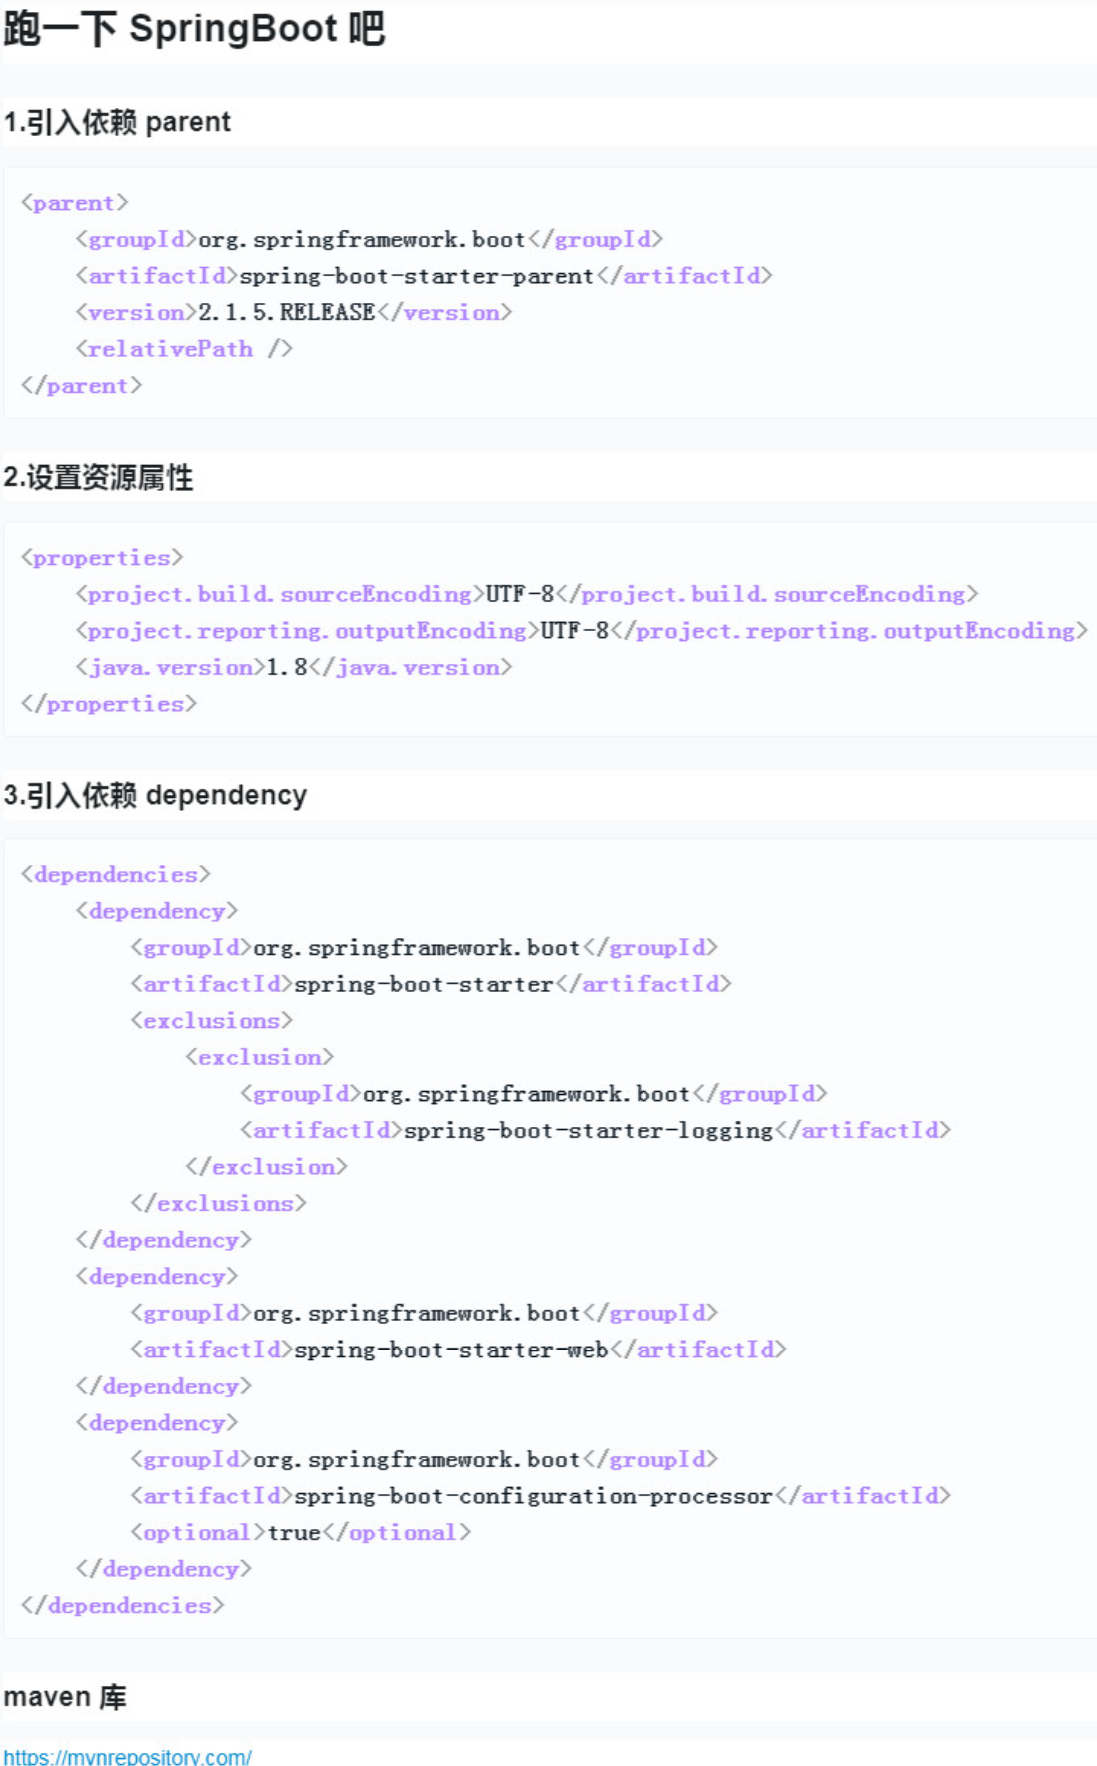 跑一下 SpringBoot 吧
1.引入依赖 parent
<parent>
    <groupId>org.springframework.boot</groupId>
    <artifactId>spring-boot-starter-parent</artifactId>
    <version>2.1.5.RELEASE</version>
    <relativePath />
</parent>
2.设置资源属性
<properties>
    <project.build.sourceEncoding>UTF-8</project.build.sourceEncoding>
    <project.reporting.outputEncoding>UTF-8</project.reporting.outputEncoding>
    <java.version>1.8</java.version>
</properties>
3.引入依赖 dependency
<dependencies>
    <dependency>
        <groupId>org.springframework.boot</groupId>
        <artifactId>spring-boot-starter</artifactId>
        <exclusions>
            <exclusion>
                <groupId>org.springframework.boot</groupId>
                <artifactId>spring-boot-starter-logging</artifactId>
            </exclusion>
        </exclusions>
    </dependency>
    <dependency>
        <groupId>org.springframework.boot</groupId>
        <artifactId>spring-boot-starter-web</artifactId>
    </dependency>
    <dependency>
        <groupId>org.springframework.boot</groupId>
        <artifactId>spring-boot-configuration-processor</artifactId>
        <optional>true</optional>
    </dependency>
</dependencies>
maven 库
https://mvnrepository.com/